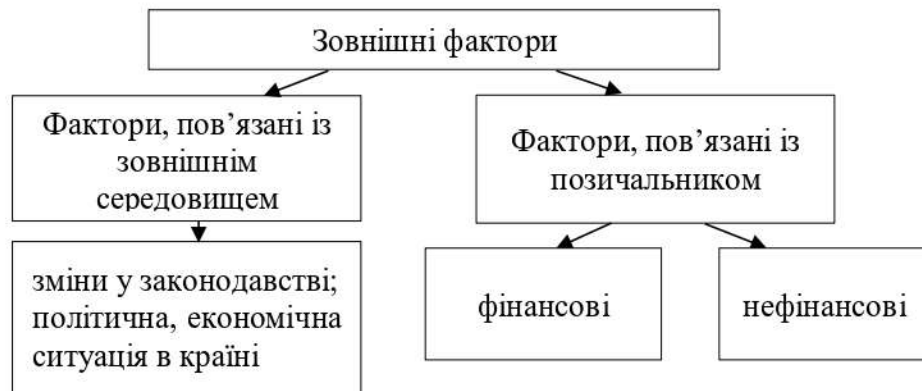 Зовнішні фактори
Фактори, пов’язані із
зовнішнім
середовищем
Фактори, пов’язані із
позичальником
зміни у законодавстві;
політична, економічна
ситуація в країні
фінансові
нефінансові